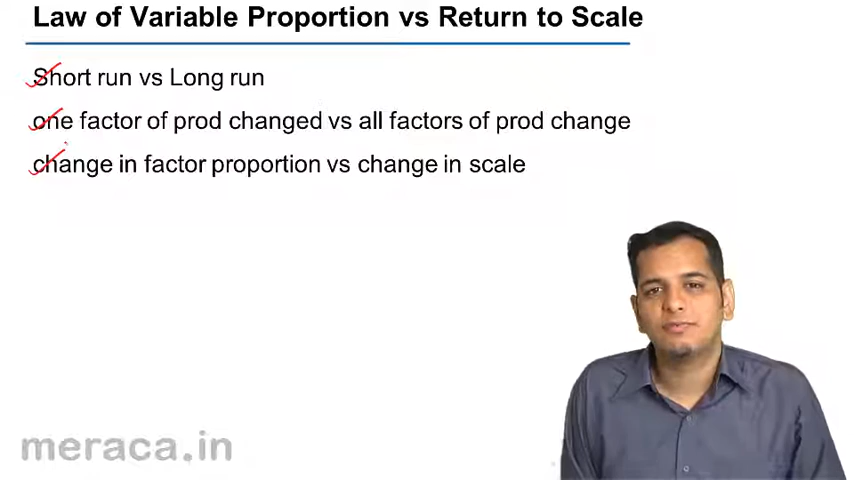 Law of Variable Proportion vs Return to Scale
Short run vs Long run
one factor of prod changed vs all factors of prod change
change in factor proportion vs change in scale
meraca.in